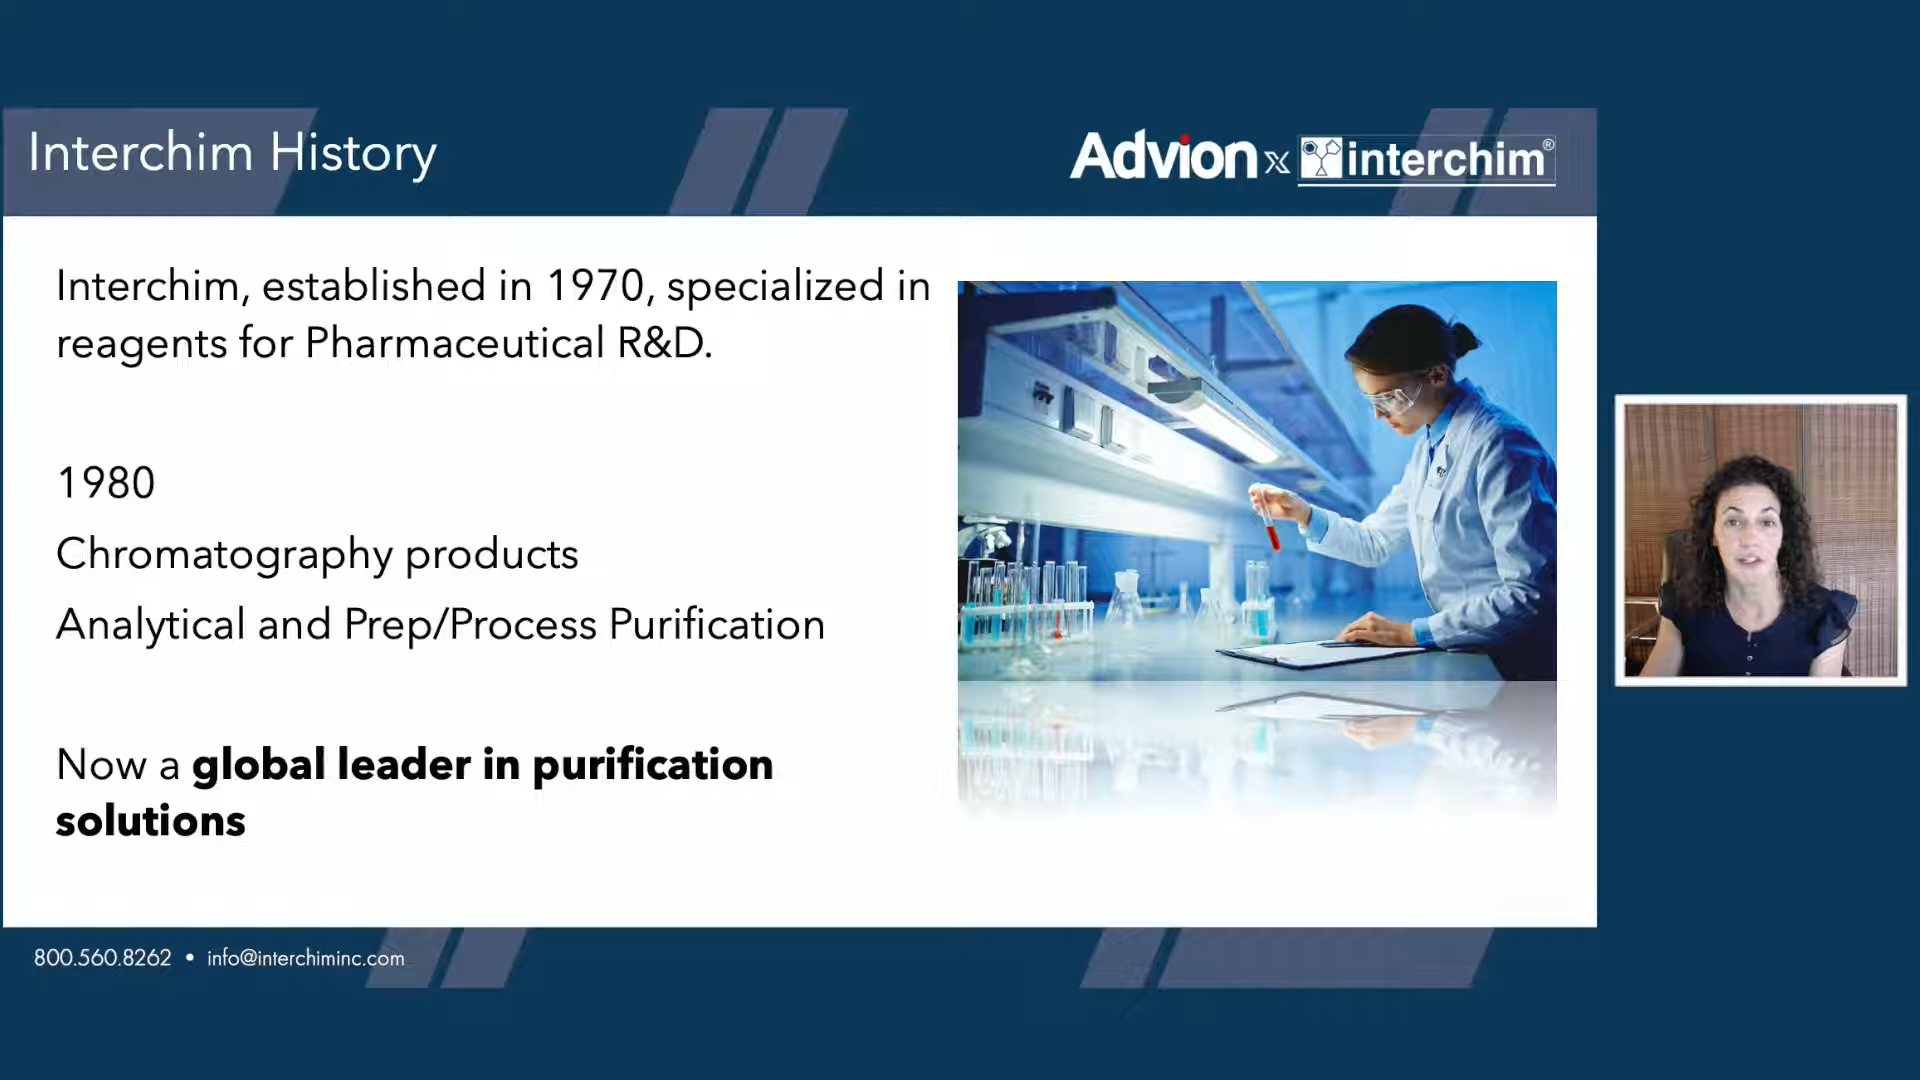 Interchim History
Advion x interchim®
Interchim, established in 1970, specialized in
reagents for Pharmaceutical R&D.
1980
Chromatography products
Analytical and Prep/Process Purification
Now a global leader in purification
solutions
800.560.8262 • info@interchiminc.com